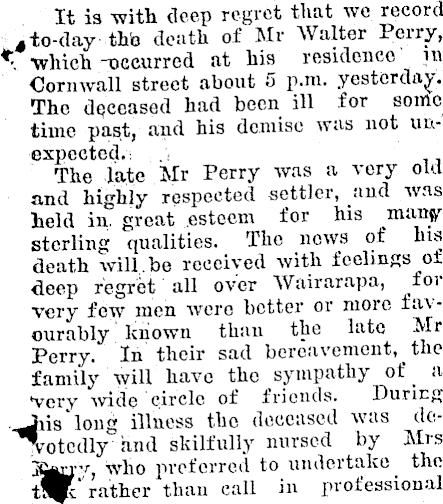 It is with deep regret that we record
to-day the death of Mr Walter Perry,
which occurred at his residence in
Cornwall street about 5 p.m. yesterday.
The deceased had been ill for some
time past, and his demise was not un-
expected.
The late Mr Perry was a very old
and highly respected settler, and was
held in great esteem for his many
sterling qualities. The news of his
death will be received with feelings of
deep regret all over Wairarapa, for
very few men were better or more fav-
ourably known than the late Mr
Perry. In their sad bereavement, the
family will have the sympathy of a
very wide circle of friends. During
his long illness the deceased was de-
votedly and skilfully nursed by Mrs
Perry, who preferred to undertake the
task rather than call in professional